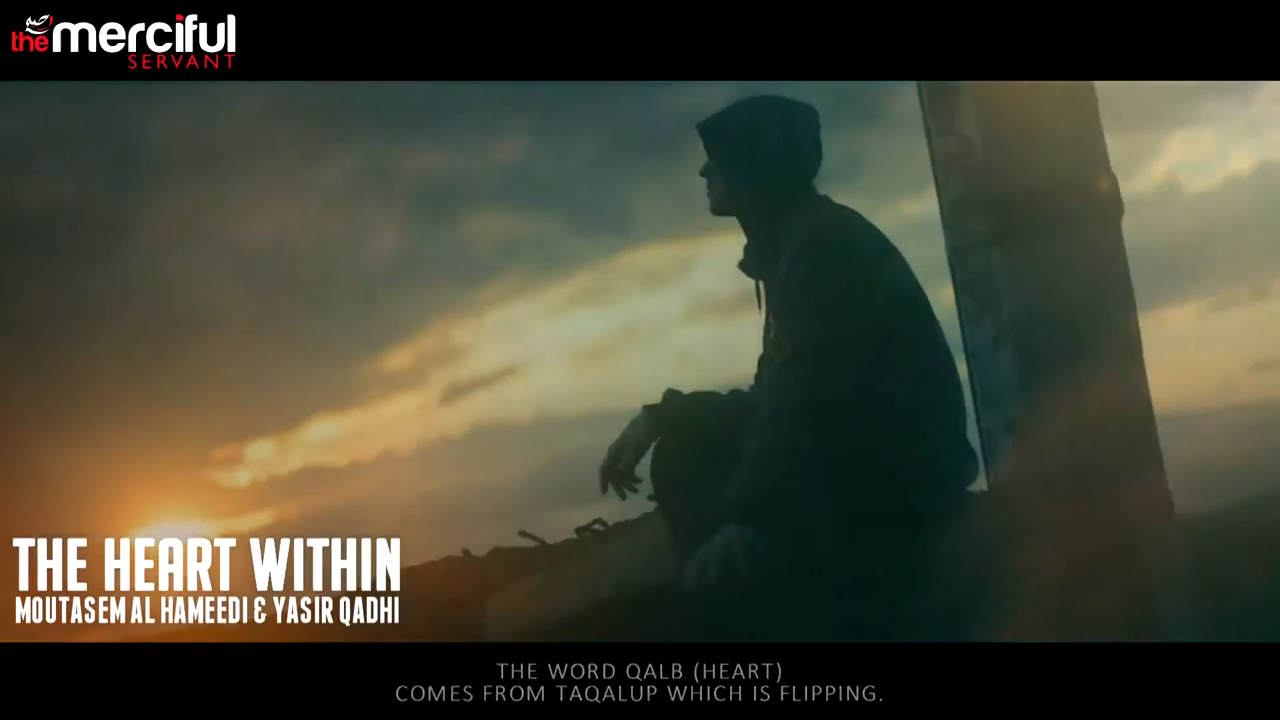 the merciful
SERVANT
THE HEART WITHIN
MOUTASEM AL HAMEEDI & YASIR QADHI
THE WORD QALB (HEART)
COMES FROM TAQALUP WHICH IS FLIPPING.